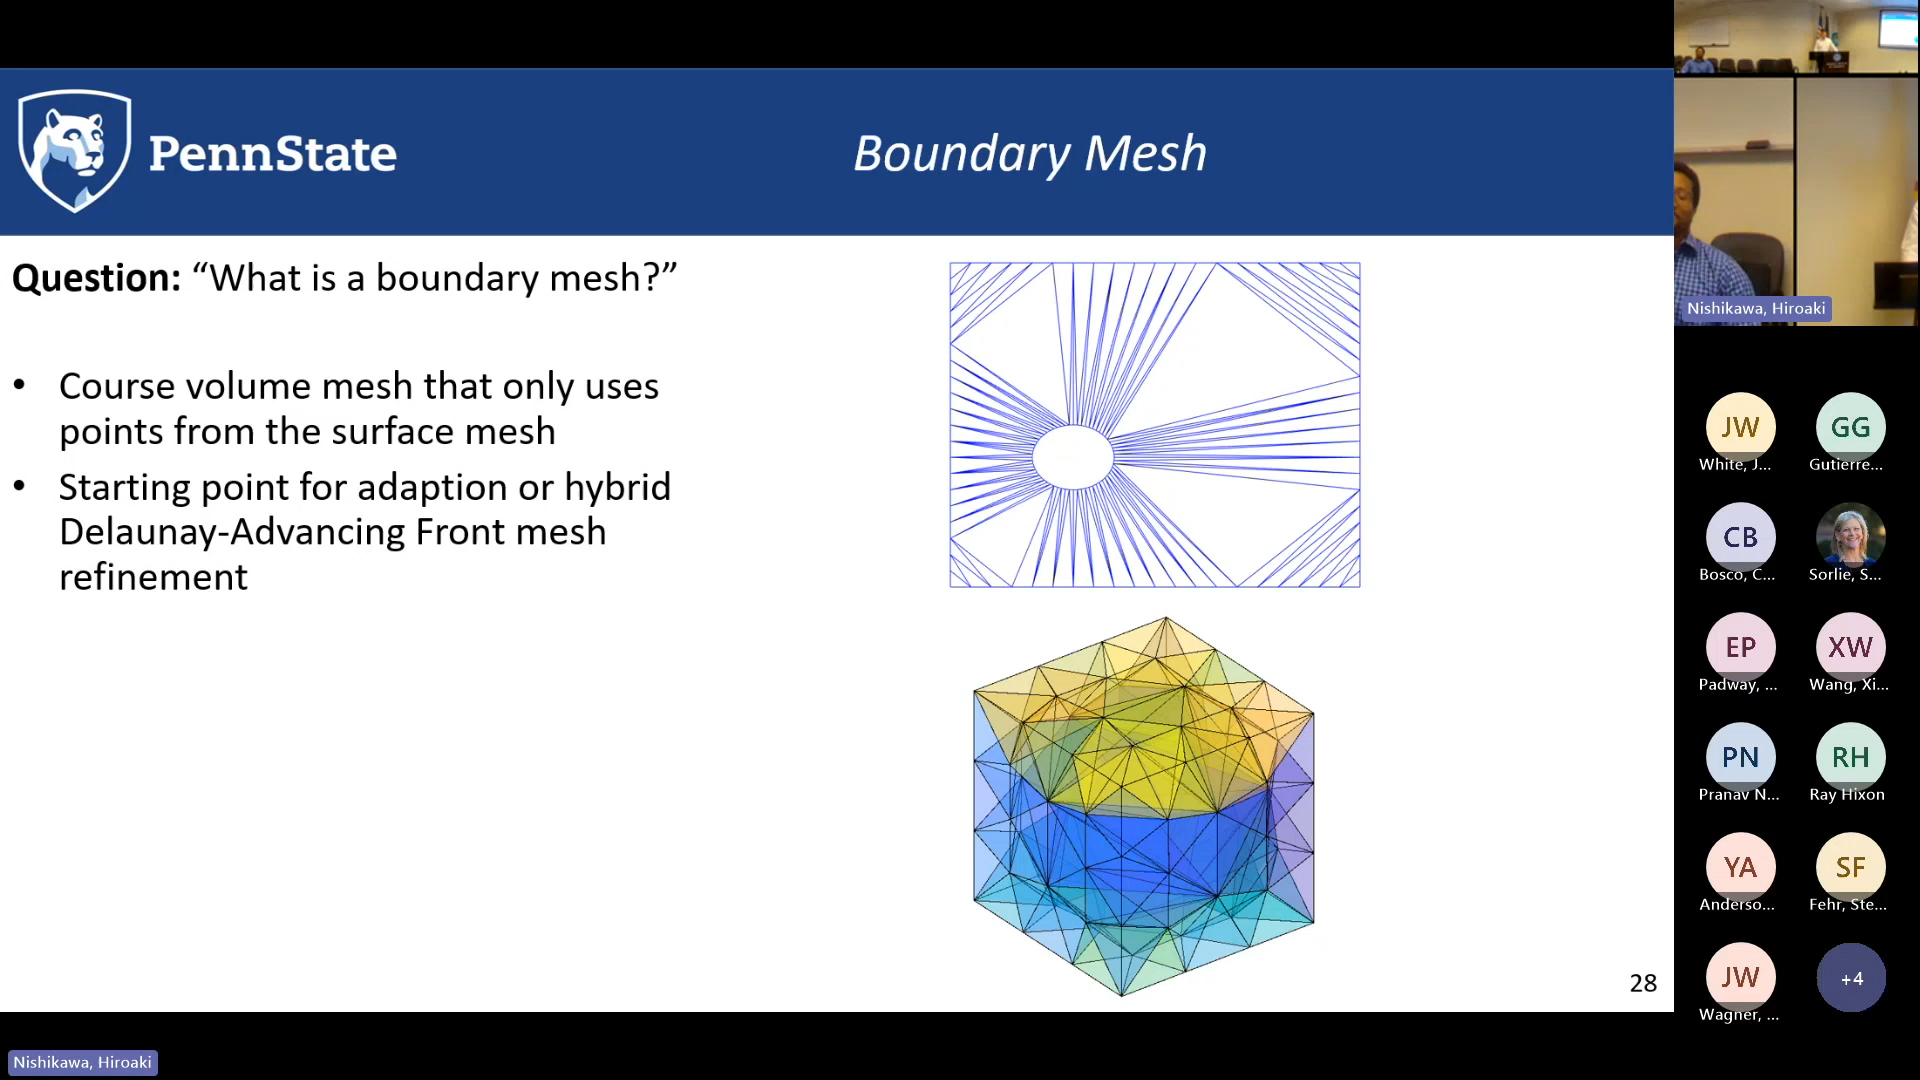 PennState
Boundary Mesh
Question: “What is a boundary mesh?”
• Course volume mesh that only uses
points from the surface mesh
• Starting point for adaption or hybrid
Delaunay-Advancing Front mesh
refinement
28
Nishikawa, Hiroaki
JW
White, J...
GG
Gutierre...
CB
Bosco, C...
Sorlie, S...
EP
Padway, ...
XW
Wang, Xi...
PN
Pranav N...
RH
Ray Hixon
YA
Anderso...
SF
Fehr, Ste...
JW
Wagner, ...
+4
Nishikawa, Hiroaki